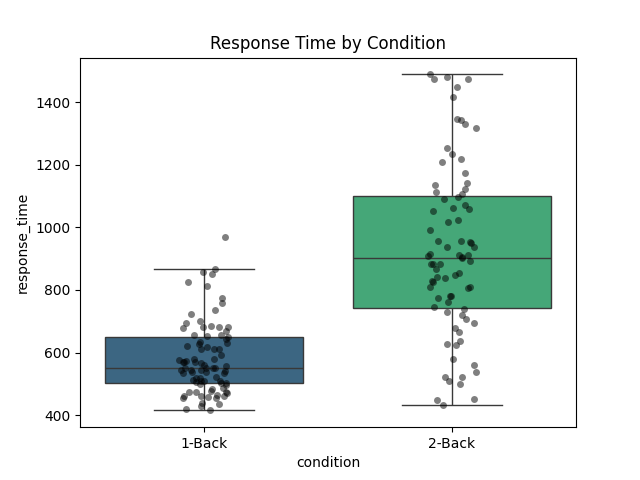 Response Time by Condition
response_time
1400
1200
1000
800
600
400
1-Back
2-Back
condition